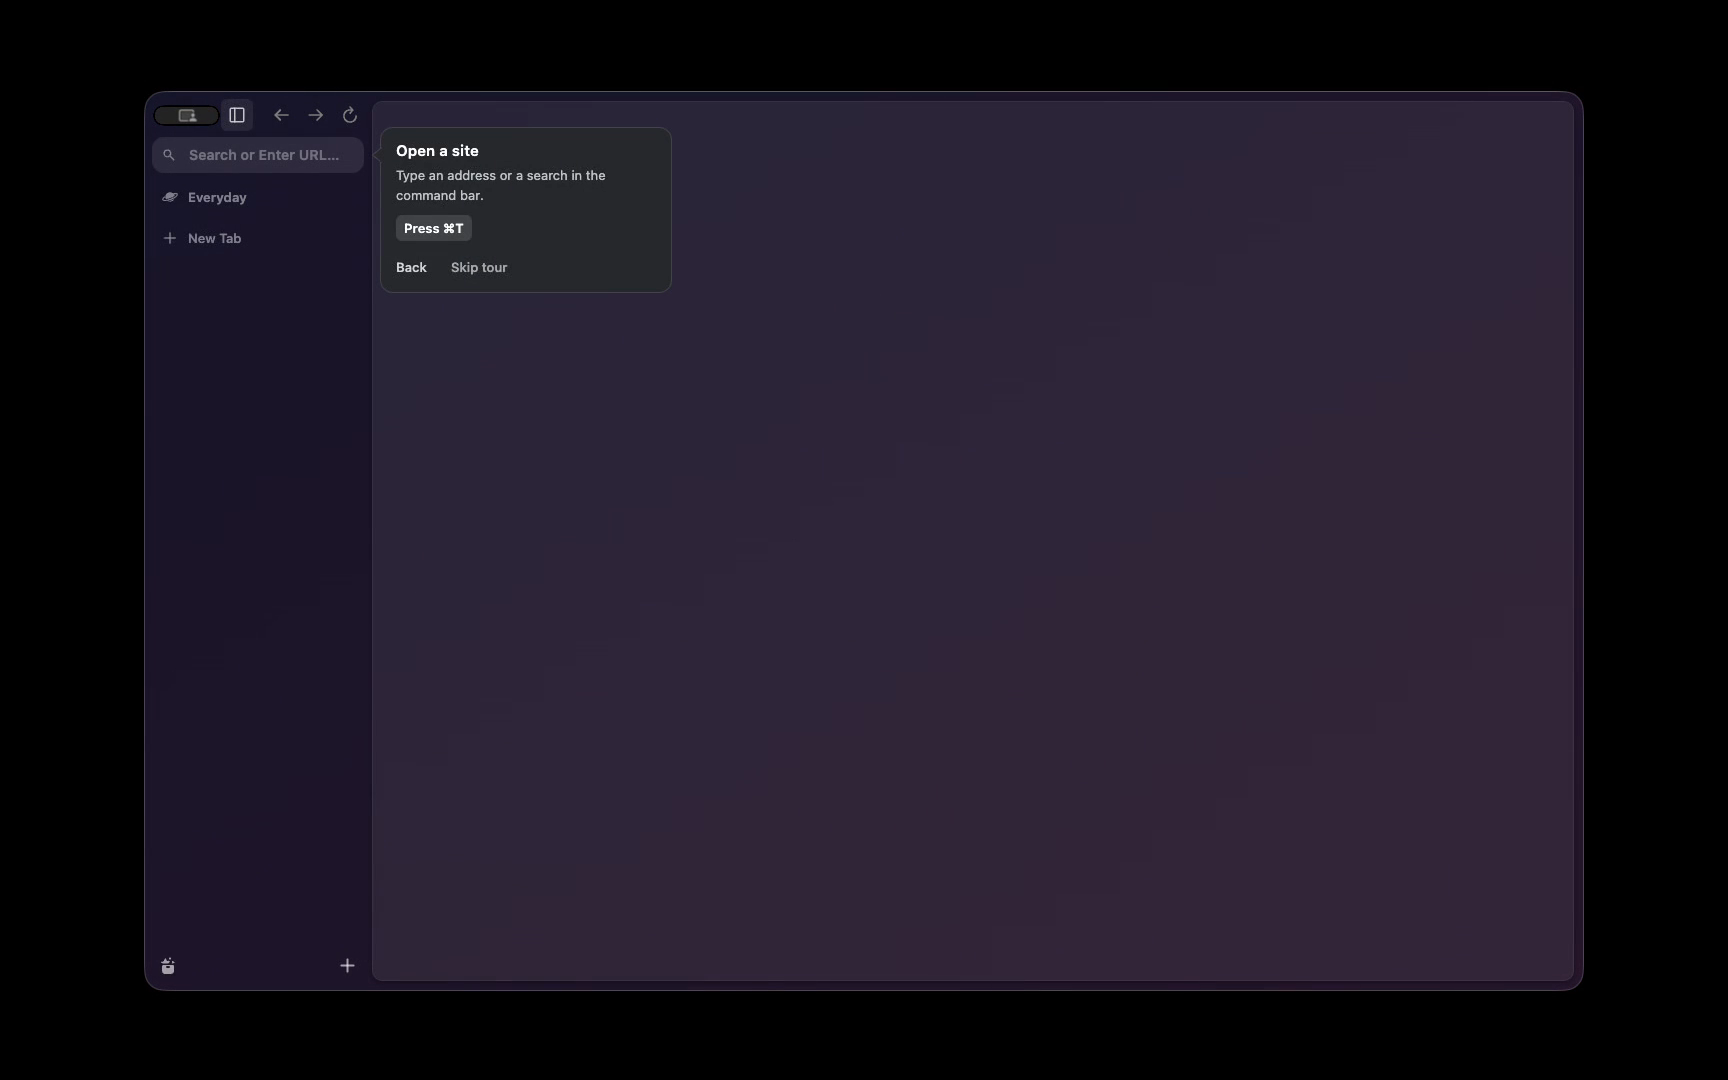 Search or Enter URL...
Everyday
New Tab
Open a site
Type an address or a search in the
command bar.
Press ⌘T
Back Skip tour